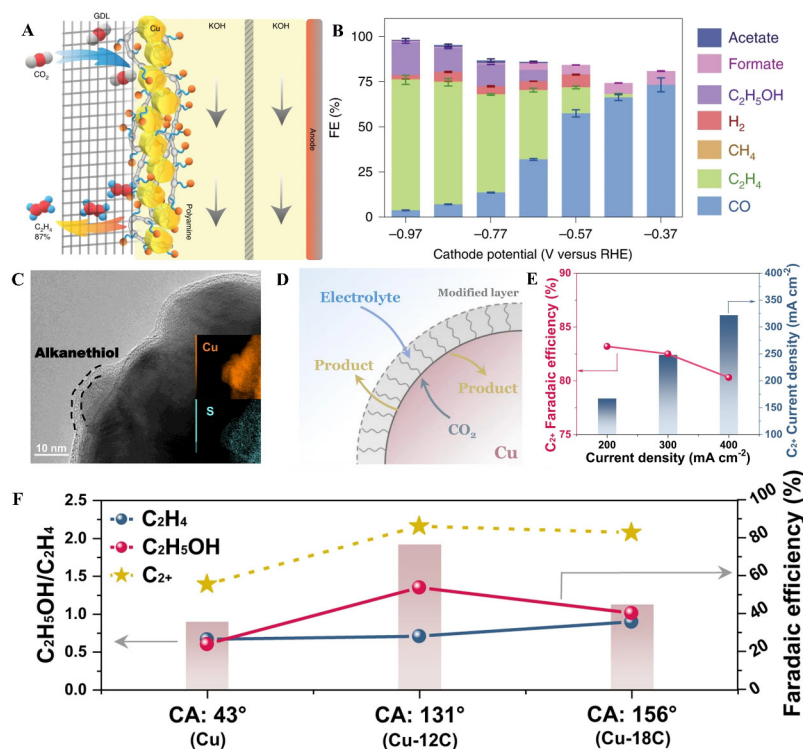 A
GDL
Cu
KOH
KOH
CO₂
C₂H₄
87%
Polyamine
Anode
B
FE (%)
100
75
50
25
0
−0.97
−0.77
−0.57
−0.37
Cathode potential (V versus RHE)
Acetate
Formate
C₂H₅OH
H₂
CH₄
C₂H₄
CO
C
Alkanethiol
10 nm
Cu
S
D
Electrolyte
Modified layer
Product
Product
CO₂
Cu
E
C₂₊ Faradaic efficiency (%)
90
85
80
75
200
300
400
Current density (mA cm⁻²)
400
350
300
250
200
150
100
C₂₊ Current density (mA cm⁻²)
F
C₂H₅OH/C₂H₄
2.5
2.0
1.5
1.0
0.5
0.0
C₂H₄
C₂H₅OH
C₂₊
100
80
60
40
20
0
Faradaic efficiency (%)
CA: 43°
(Cu)
CA: 131°
(Cu-12C)
CA: 156°
(Cu-18C)